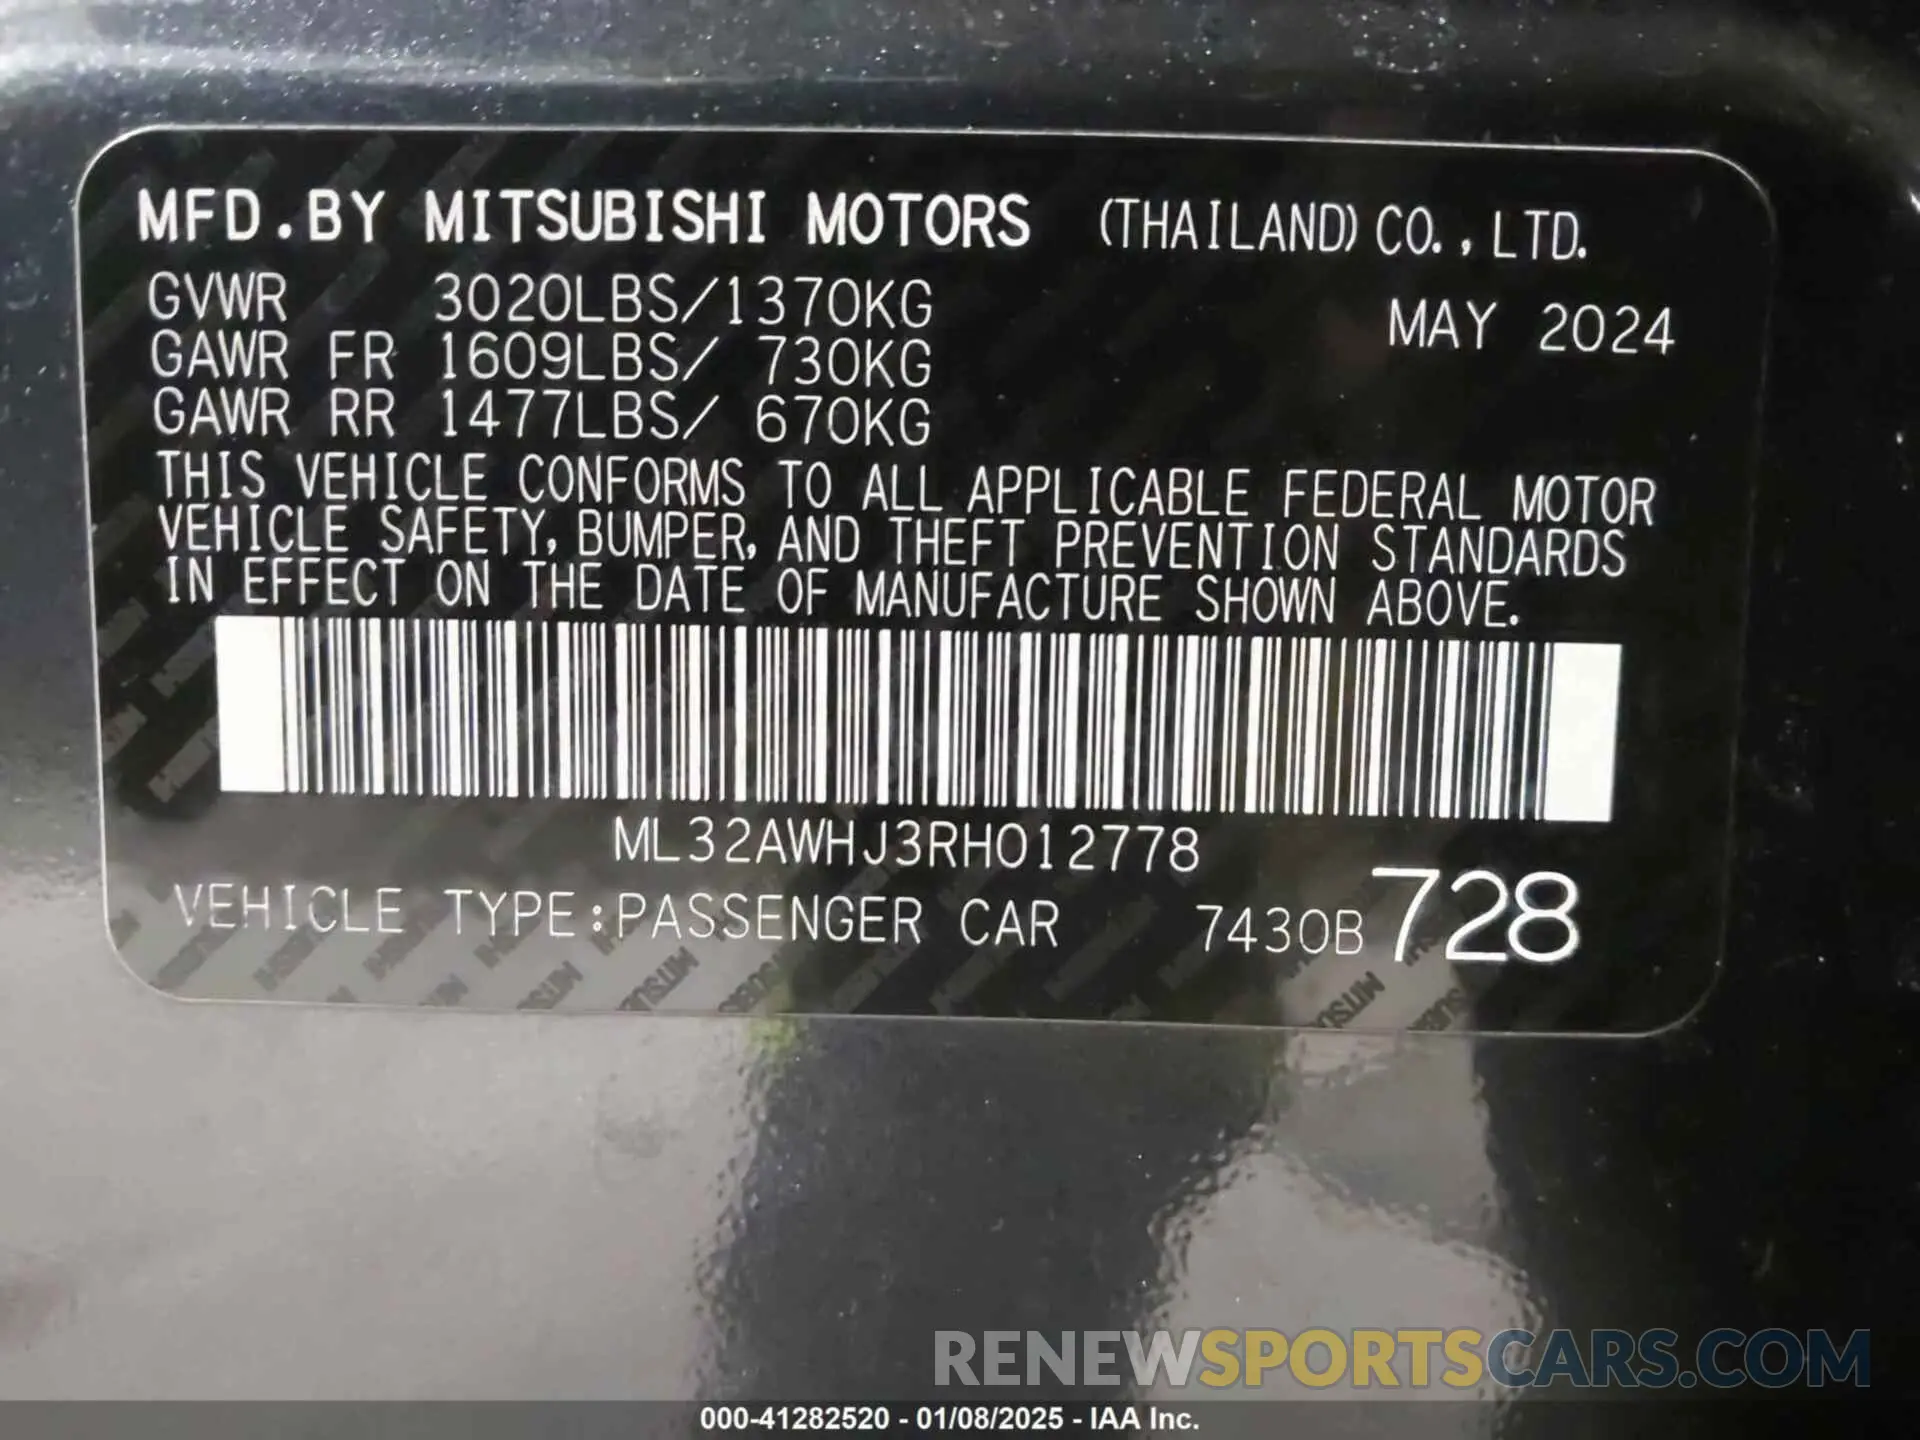 MFD.BY MITSUBISHI MOTORS (THAILAND) CO., LTD.
GVWR 3020LBS/1370KG MAY 2024
GAWR FR 1609LBS/ 730KG
GAWR RR 1477LBS/ 670KG
THIS VEHICLE CONFORMS TO ALL APPLICABLE FEDERAL MOTOR
VEHICLE SAFETY, BUMPER, AND THEFT PREVENTION STANDARDS
IN EFFECT ON THE DATE OF MANUFACTURE SHOWN ABOVE.
ML32AWHJ3RH012778
VEHICLE TYPE:PASSENGER CAR 7430B 728
RENEWSPORTSCARS.COM
000-41282520 - 01/08/2025 - IAA Inc.